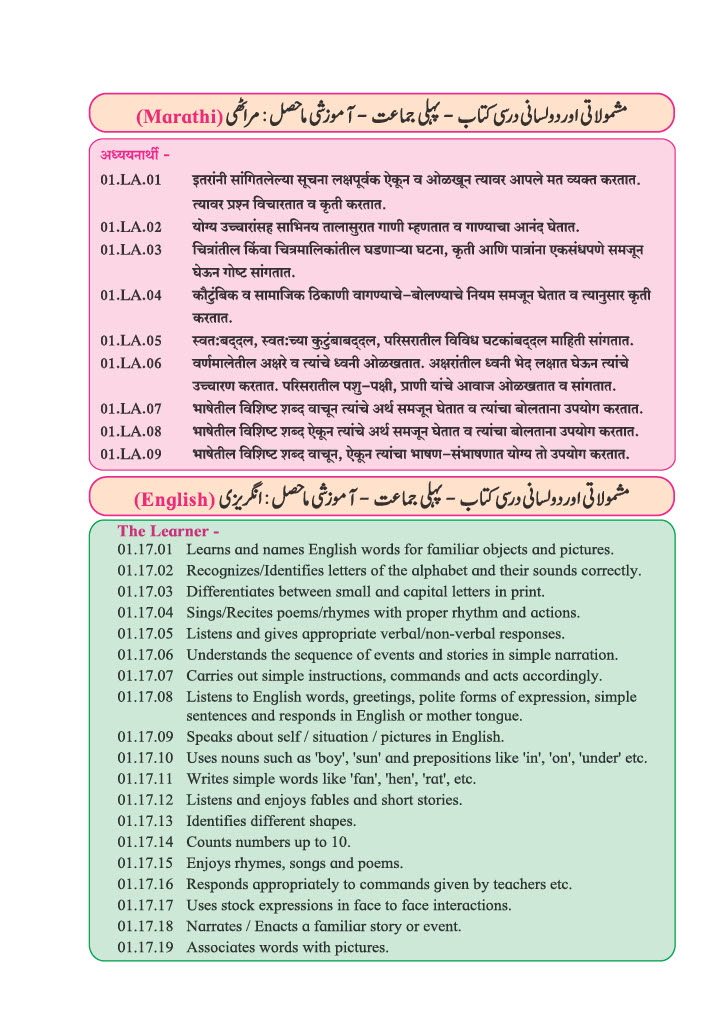 مشمولاتی اور دولسانی درسی کتاب - پہلی جماعت - آموزشی ماحصل : مراٹھی (Marathi)
अध्ययनार्थी -
01.LA.01 इतरांनी सांगितलेल्या सूचना लक्षपूर्वक ऐकून व ओळखून त्यावर आपले मत व्यक्त करतात.
त्यावर प्रश्न विचारतात व कृती करतात.
01.LA.02 योग्य उच्चारांसह साभिनय तालासुरात गाणी म्हणतात व गाण्याचा आनंद घेतात.
01.LA.03 चित्रांतील किंवा चित्रमालिकांतील घडणाऱ्या घटना, कृती आणि पात्रांना एकसंधपणे समजून
घेऊन गोष्ट सांगतात.
01.LA.04 कौटुंबिक व सामाजिक ठिकाणी वागण्याचे-बोलण्याचे नियम समजून घेतात व त्यानुसार कृती
करतात.
01.LA.05 स्वत:बद्दल, स्वत:च्या कुटुंबाबद्दल, परिसरातील विविध घटकांबद्दल माहिती सांगतात.
01.LA.06 वर्णमालेतील अक्षरे व त्यांचे ध्वनी ओळखतात. अक्षरांतील ध्वनी भेद लक्षात घेऊन त्यांचे
उच्चारण करतात. परिसरातील पशु-पक्षी, प्राणी यांचे आवाज ओळखतात व सांगतात.
01.LA.07 भाषेतील विशिष्ट शब्द वाचून त्यांचे अर्थ समजून घेतात व त्यांचा बोलताना उपयोग करतात.
01.LA.08 भाषेतील विशिष्ट शब्द ऐकून त्यांचे अर्थ समजून घेतात व त्यांचा बोलताना उपयोग करतात.
01.LA.09 भाषेतील विशिष्ट शब्द वाचून, ऐकून त्यांचा भाषण-संभाषणात योग्य तो उपयोग करतात.
مشمولاتی اور دولسانی درسی کتاب - پہلی جماعت - آموزشی ماحصل : انگریزی (English)
The Learner -
01.17.01 Learns and names English words for familiar objects and pictures.
01.17.02 Recognizes/Identifies letters of the alphabet and their sounds correctly.
01.17.03 Differentiates between small and capital letters in print.
01.17.04 Sings/Recites poems/rhymes with proper rhythm and actions.
01.17.05 Listens and gives appropriate verbal/non-verbal responses.
01.17.06 Understands the sequence of events and stories in simple narration.
01.17.07 Carries out simple instructions, commands and acts accordingly.
01.17.08 Listens to English words, greetings, polite forms of expression, simple
sentences and responds in English or mother tongue.
01.17.09 Speaks about self / situation / pictures in English.
01.17.10 Uses nouns such as 'boy', 'sun' and prepositions like 'in', 'on', 'under' etc.
01.17.11 Writes simple words like 'fan', 'hen', 'rat', etc.
01.17.12 Listens and enjoys fables and short stories.
01.17.13 Identifies different shapes.
01.17.14 Counts numbers up to 10.
01.17.15 Enjoys rhymes, songs and poems.
01.17.16 Responds appropriately to commands given by teachers etc.
01.17.17 Uses stock expressions in face to face interactions.
01.17.18 Narrates / Enacts a familiar story or event.
01.17.19 Associates words with pictures.